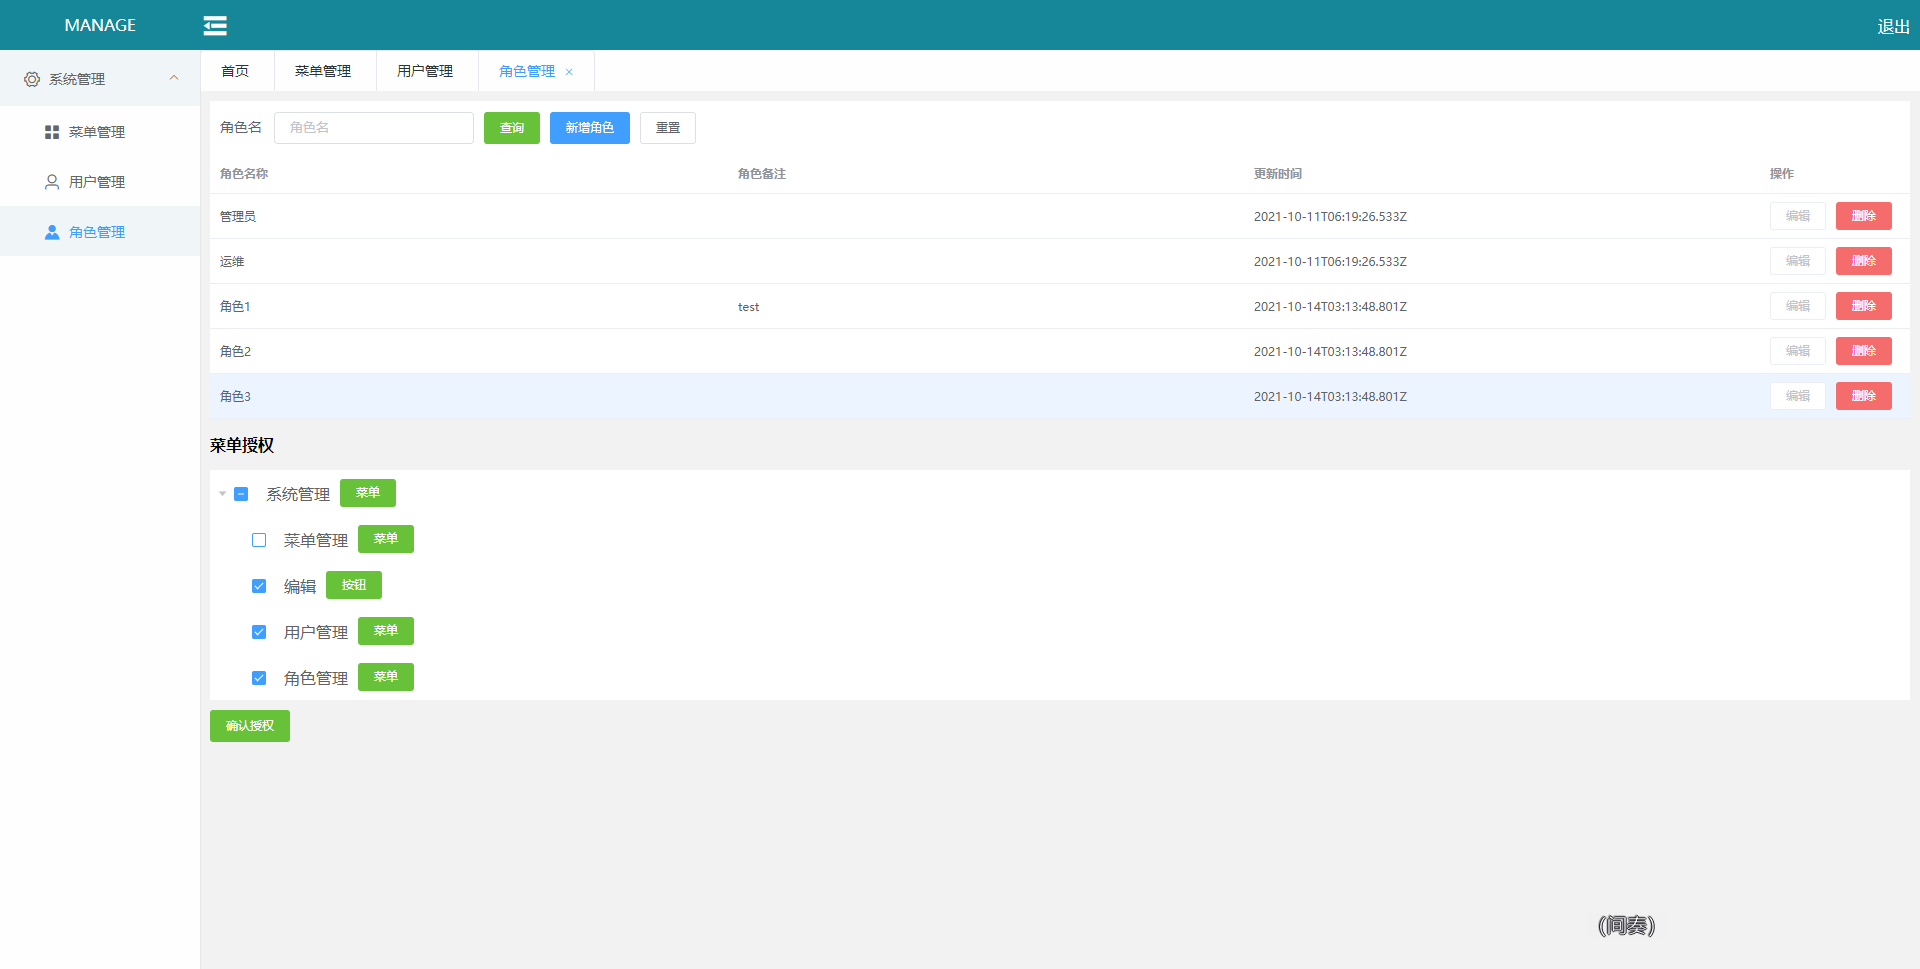 MANAGE
退出
系统管理
菜单管理
用户管理
角色管理
首页 菜单管理 用户管理 角色管理 ×
角色名 角色名 查询 新增角色 重置
角色名称 角色备注 更新时间 操作
管理员 2021-10-11T06:19:26.533Z 编辑 删除
运维 2021-10-11T06:19:26.533Z 编辑 删除
角色1 test 2021-10-14T03:13:48.801Z 编辑 删除
角色2 2021-10-14T03:13:48.801Z 编辑 删除
角色3 2021-10-14T03:13:48.801Z 编辑 删除
菜单授权
系统管理 菜单
菜单管理 菜单
编辑 按钮
用户管理 菜单
角色管理 菜单
确认授权
(间奏)